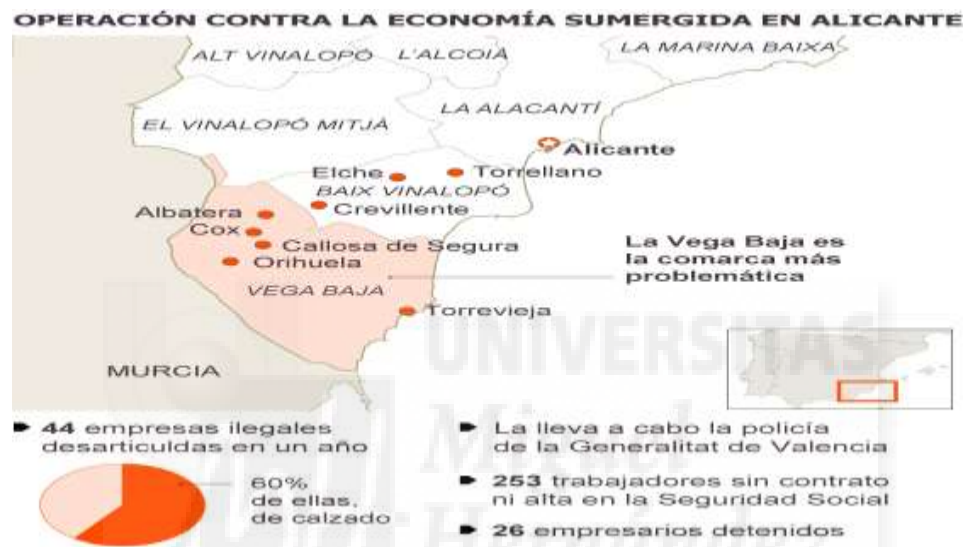 OPERACIÓN CONTRA LA ECONOMÍA SUMERGIDA EN ALICANTE
ALT VINALOPÓ
L'ALCOIÀ
LA MARINA BAIXA
LA ALACANTÍ
EL VINALOPÓ MITJÀ
Alicante
Elche
Torrellano
BAIX VINALOPÓ
Crevillente
Albatera
Cox
Callosa de Segura
Orihuela
La Vega Baja es
la comarca más
problemática
VEGA BAJA
Torrevieja
MURCIA
UNIVERSITAS
Miguel
Hernández
44 empresas ilegales
desarticuldas en un año
60%
de ellas,
de calzado
La lleva a cabo la policía
de la Generalitat de Valencia
253 trabajadores sin contrato
ni alta en la Seguridad Social
26 empresarios detenidos